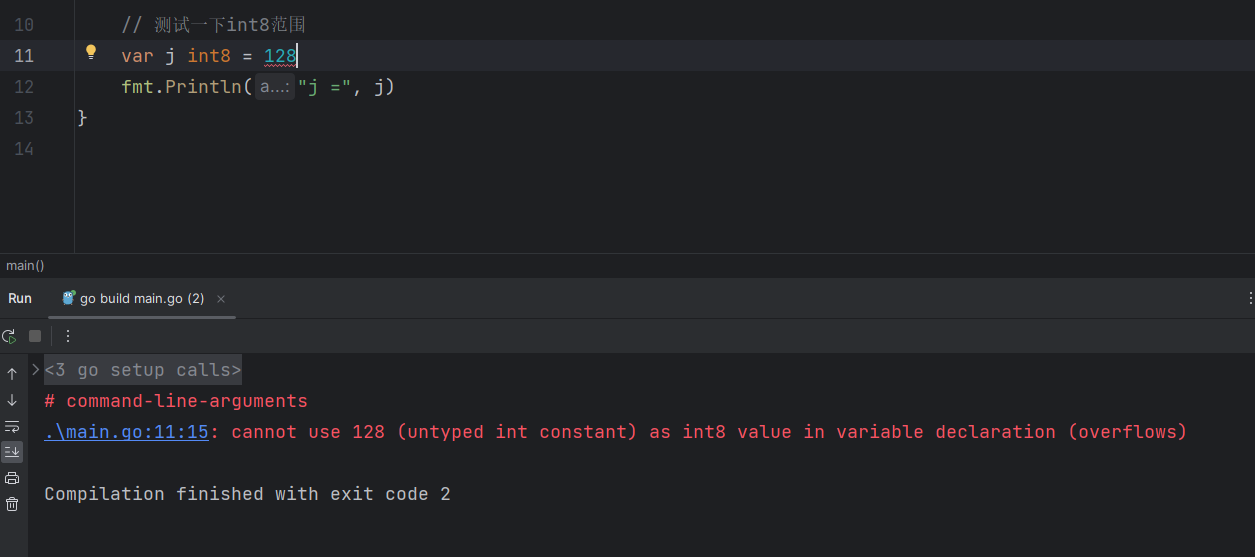 10 // 测试一下int8范围
11 var j int8 = 128
12 fmt.Println(a...:"j =", j)
13 }
14
main()
Run go build main.go (2)
<3 go setup calls>
# command-line-arguments
.\main.go:11:15: cannot use 128 (untyped int constant) as int8 value in variable declaration (overflows)
Compilation finished with exit code 2